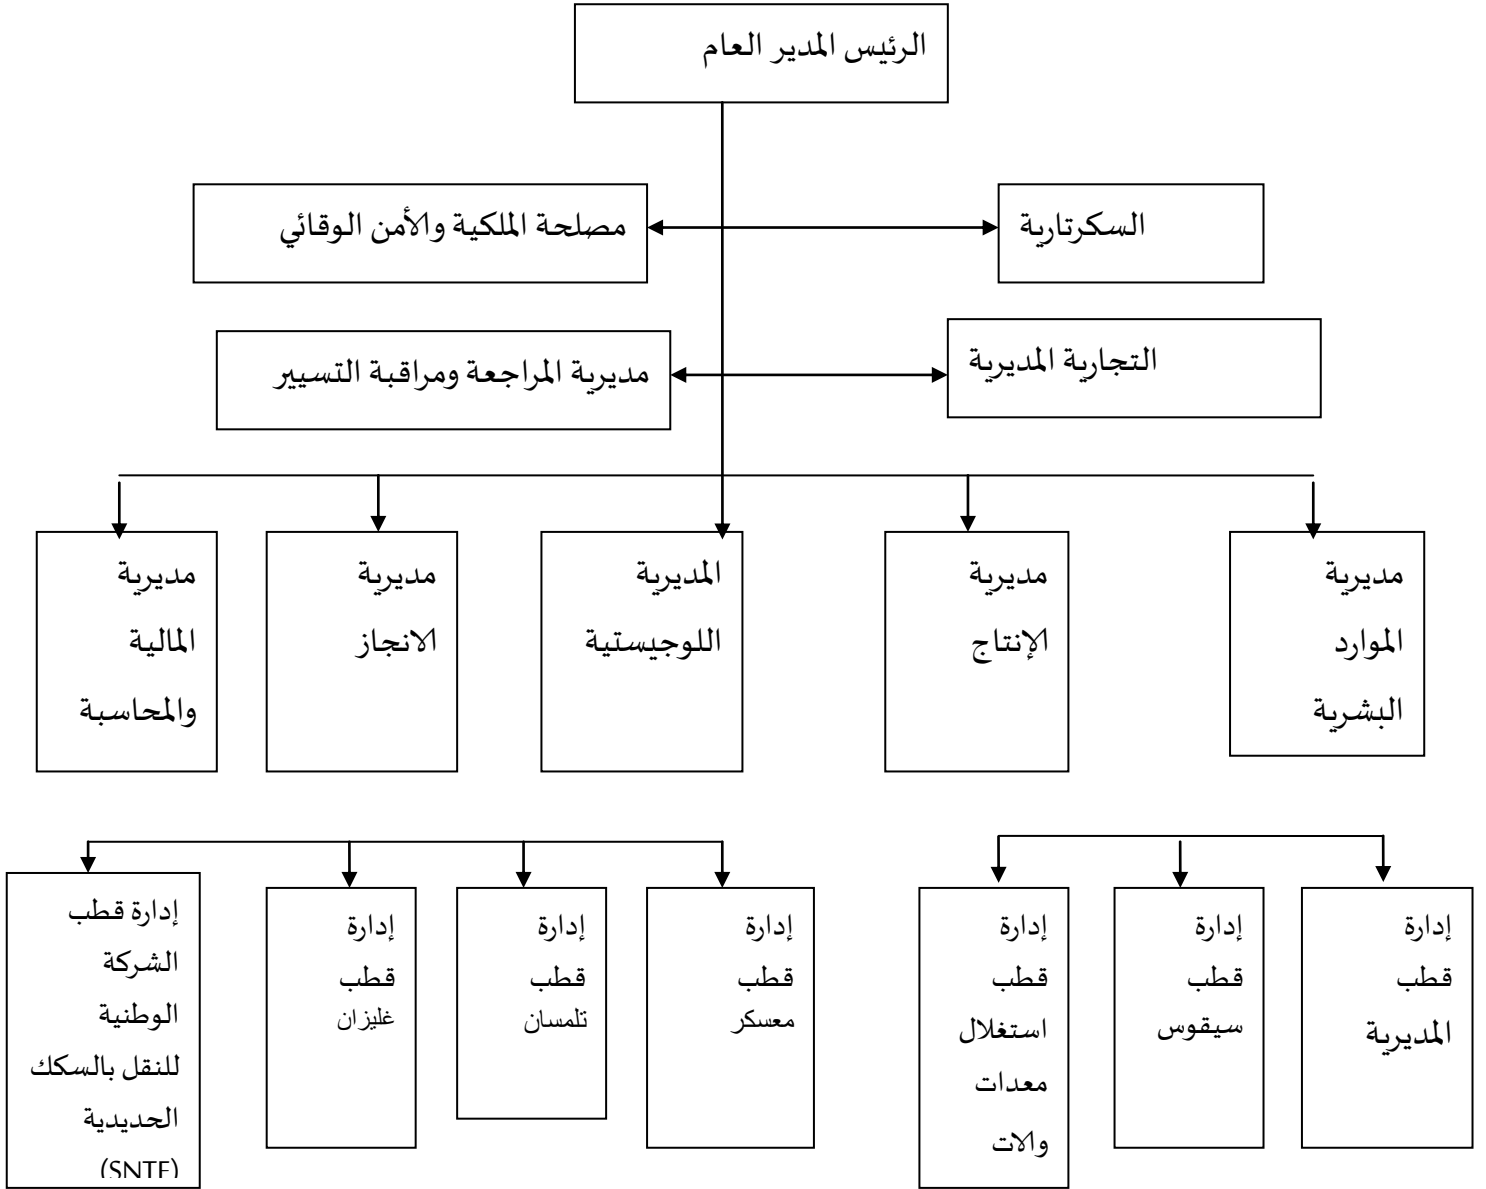 الرئيس المدير العام
السكرتارية
مصلحة الملكية والأمن الوقائي
التجارية المديرية
مديرية المراجعة ومراقبة التسيير
مديرية
الموارد
البشرية
مديرية
الإنتاج
المديرية
اللوجيستية
مديرية
الانجاز
مديرية
المالية
والمحاسبة
إدارة
قطب
المديرية
إدارة
قطب
سيقوس
إدارة
قطب
استغلال
معدات
والات
إدارة
قطب
معسكر
إدارة
قطب
تلمسان
إدارة
قطب
غليزان
إدارة قطب
الشركة
الوطنية
للنقل بالسكك
الحديدية
(SNTF)